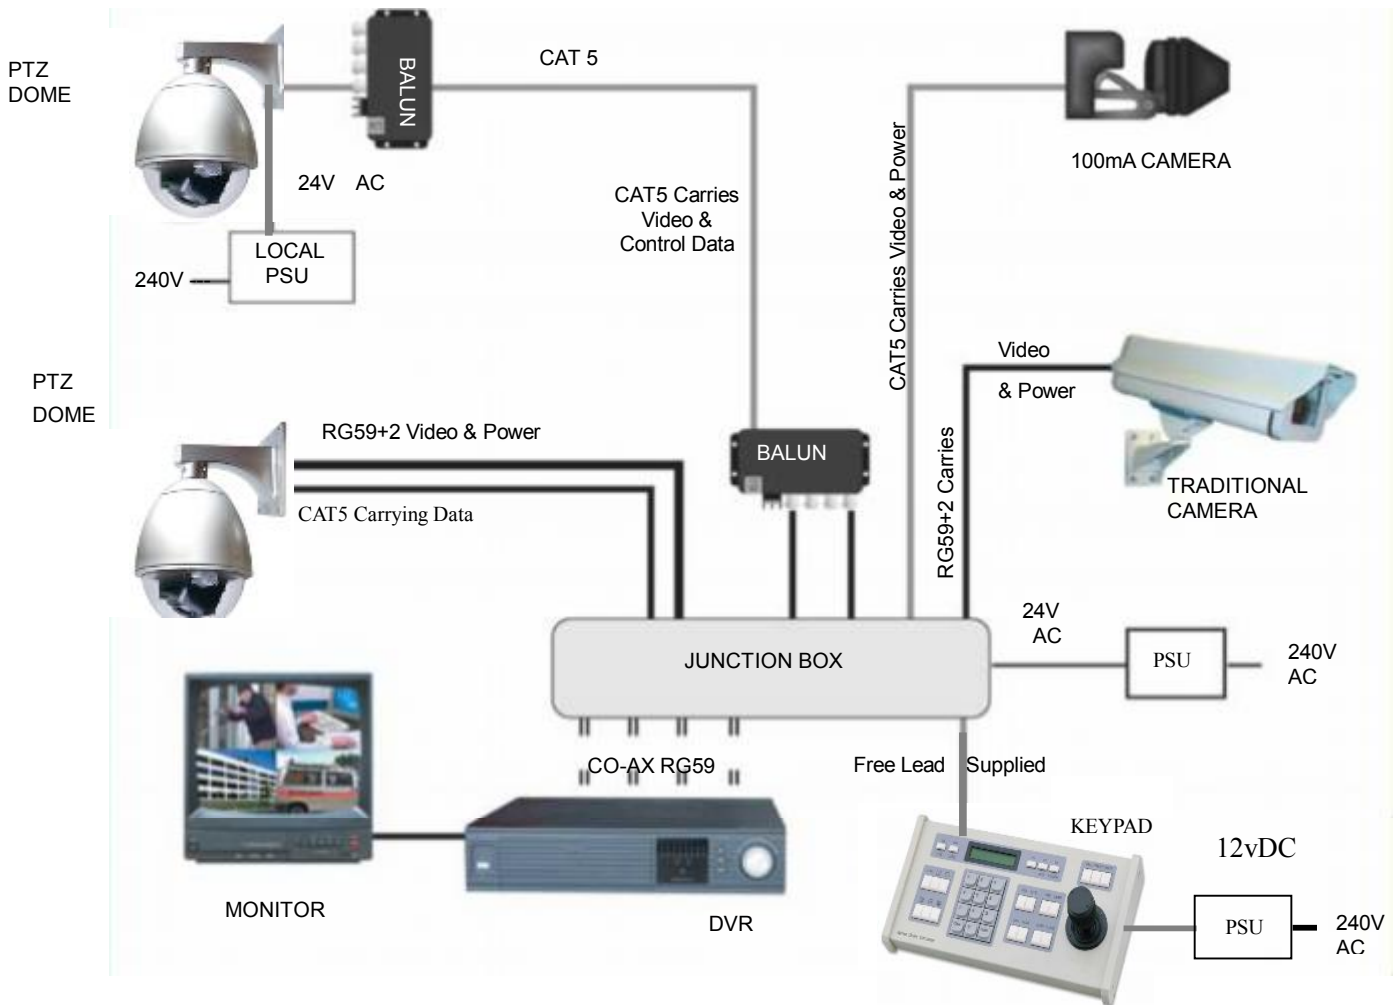 PTZ
DOME
BALUN
CAT 5
24V AC
LOCAL
PSU
240V
CAT5 Carries
Video &
Control Data
CAT5 Carries Video & Power
100mA CAMERA
PTZ
DOME
RG59+2 Video & Power
CAT5 Carrying Data
BALUN
Video
& Power
RG59+2 Carries
TRADITIONAL
CAMERA
JUNCTION BOX
24V
AC
PSU
240V
AC
CO-AX RG59
Free Lead Supplied
MONITOR
DVR
KEYPAD
12vDC
PSU
240V
AC